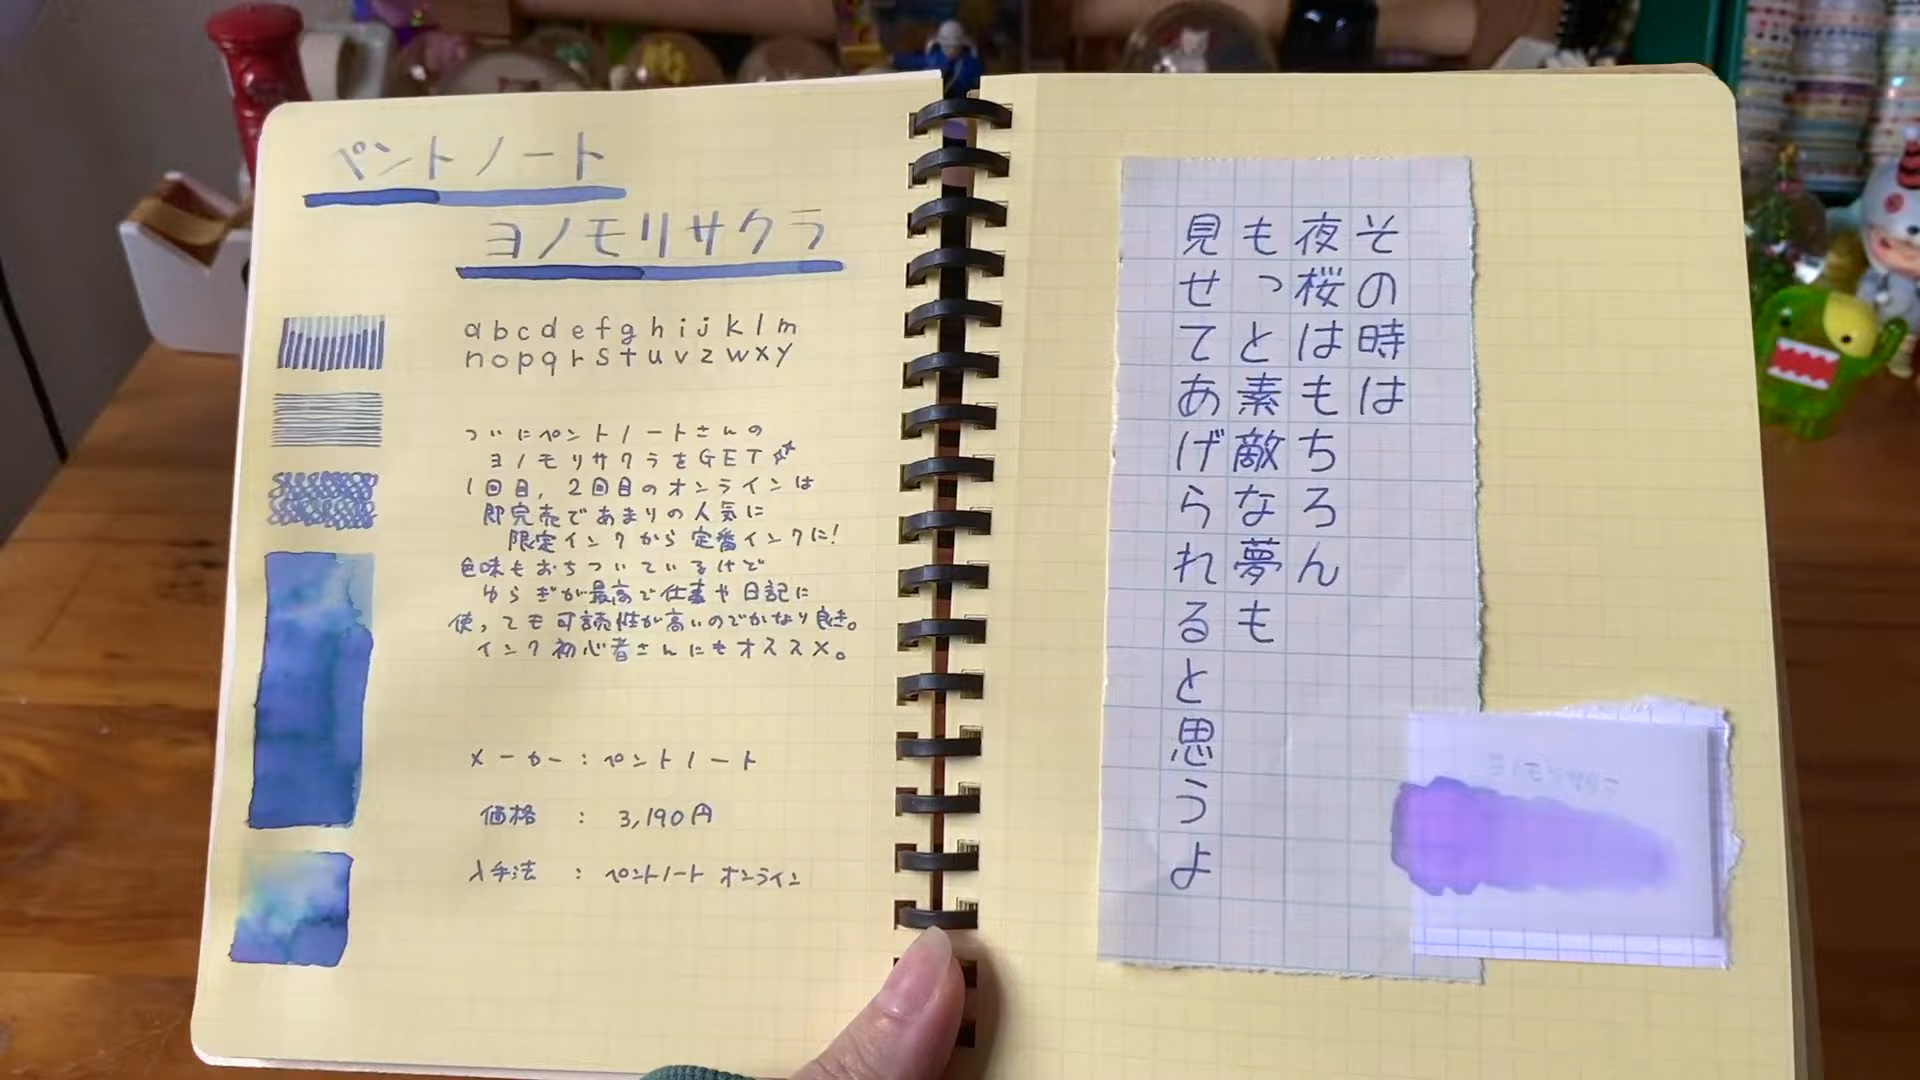 ペントノート
ヨノモリサクラ
abcdefghijklm
nopqrstuvzwxy
ついにペントノートさんの
ヨノモリサクラをGET
1回目、2回目のオンラインは
即完売であまりの人気に
限定インクから定番インクに!
色味もおちついているけど
ゆらぎが最高で仕事や日記に
使っても可読性が高いのでかなり良き。
インク初心者さんにもオススメ。
メーカー：ペントノート
価格 ： 3,190円
入手法 ： ペントノート オンライン
その時は
夜桜はもちろん
もっと素敵な夢も
見せてあげられると思うよ